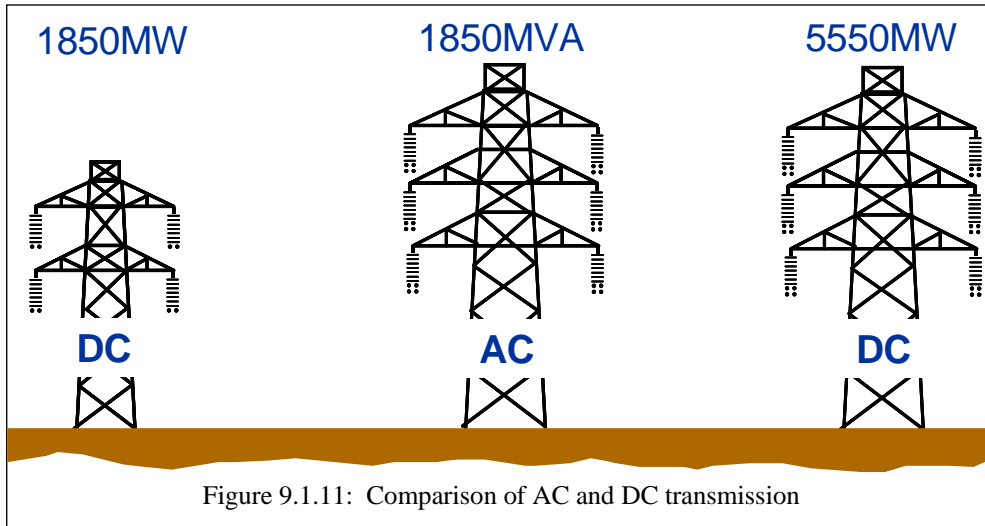 1850MW 1850MVA 5550MW
DC AC DC
Figure 9.1.11: Comparison of AC and DC transmission